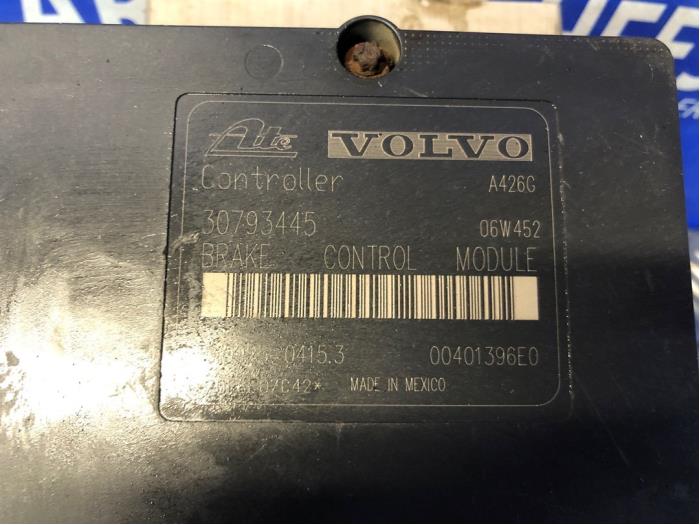 Ate VOLVO
Controller A426G
30793445 06W452
BRAKE CONTROL MODULE
0415.3 00401396E0
MADE IN MEXICO